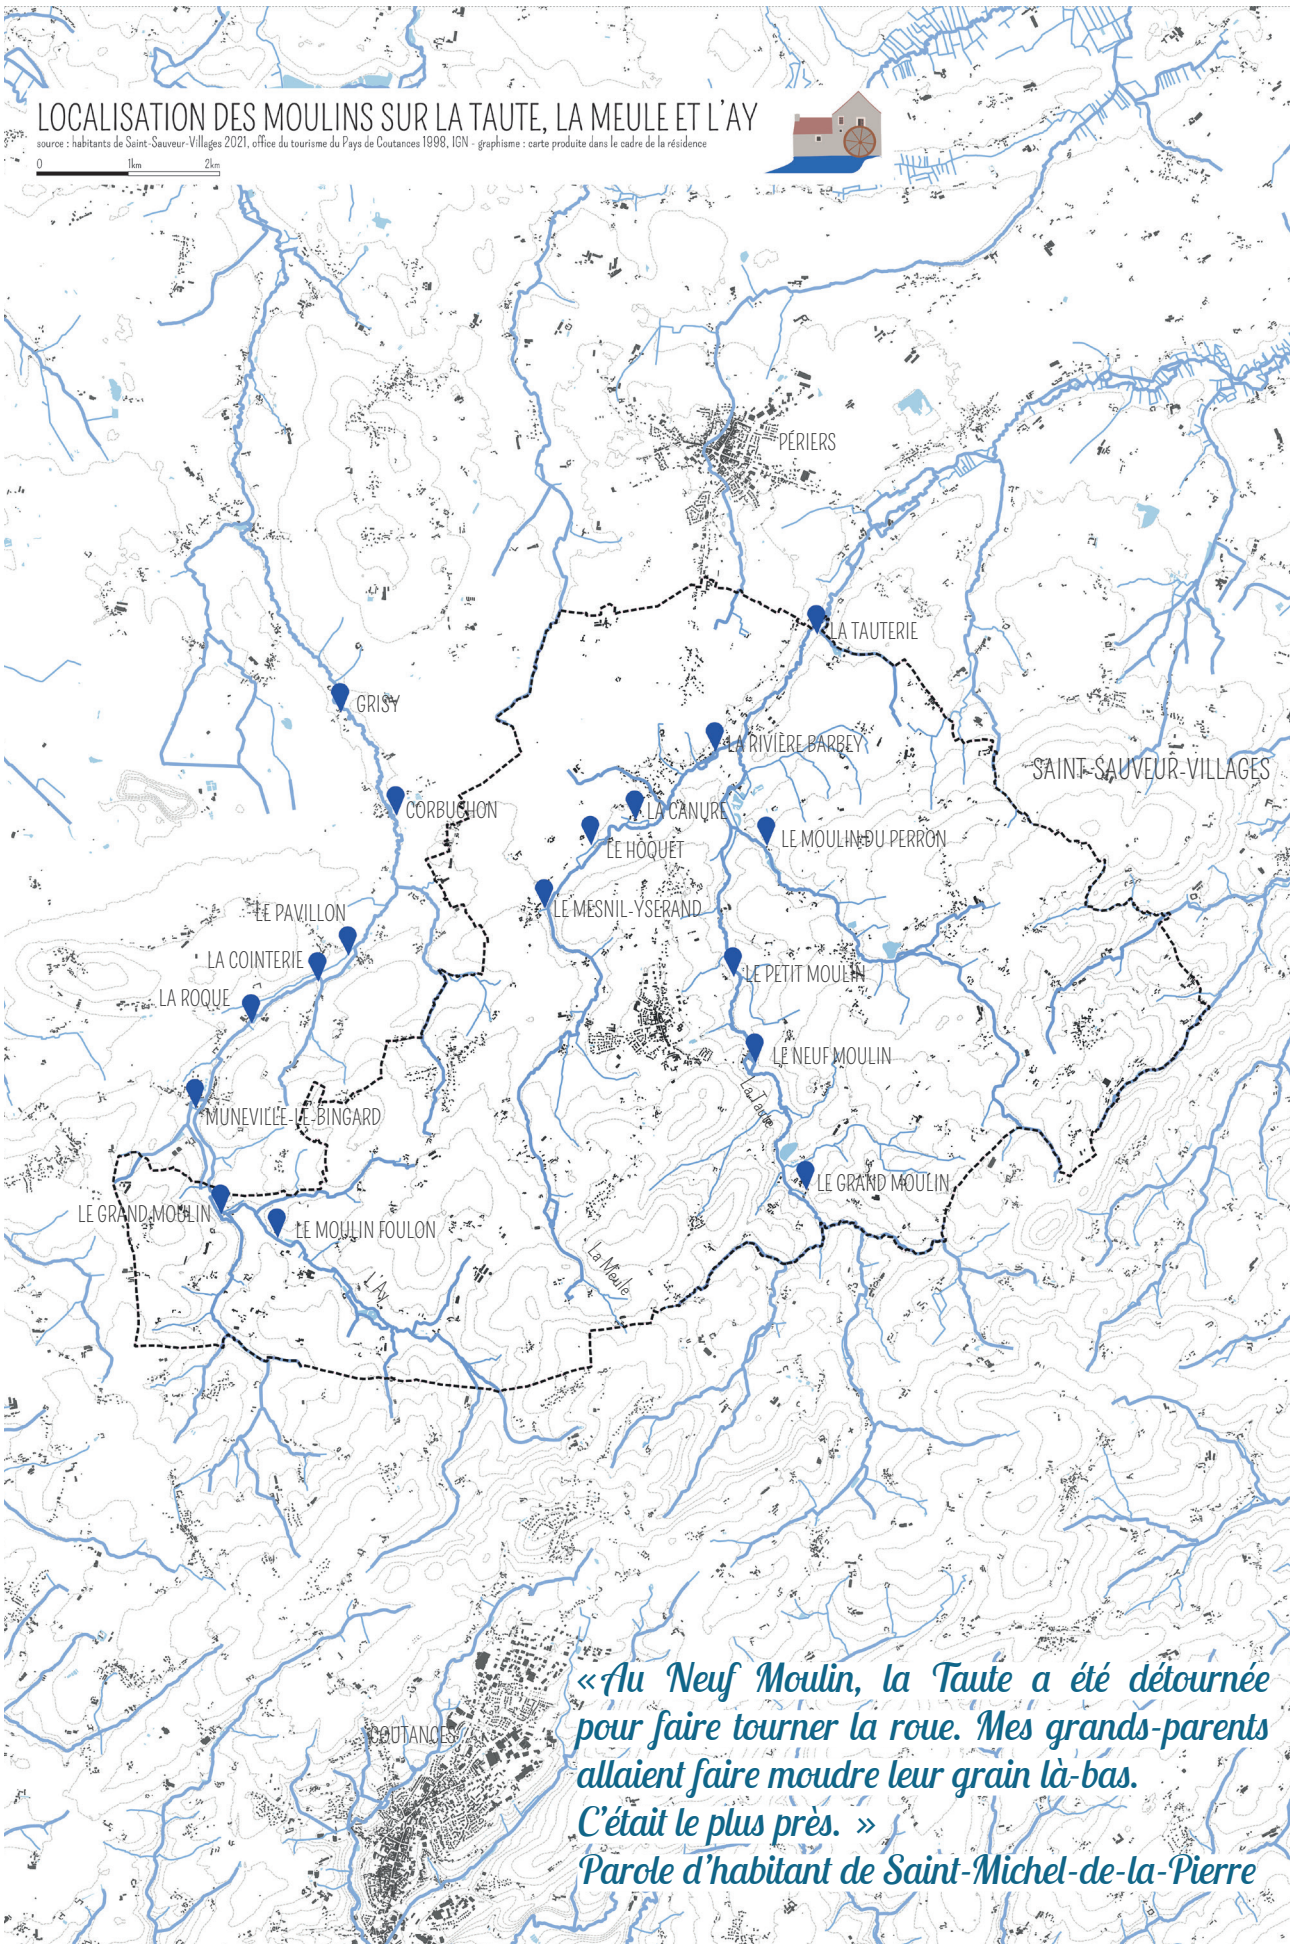 LOCALISATION DES MOULINS SUR LA TAUTE, LA MEULE ET L'AY
source : habitants de Saint-Sauveur-Villages 2021, office du tourisme du Pays de Coutances 1998, IGN - graphisme : carte produite dans le cadre de la résidence
0 1km 2km
PÉRIERS
LA TAUTERIE
GRISY
LA RIVIÈRE BARBEY
SAINT-SAUVEUR-VILLAGES
CORBUCHON
LA CANURE
LE MOULIN DU PERRON
LE HOQUET
LE MESNIL-YSERAND
LE PAVILLON
LA COINTERIE
LE PETIT MOULIN
LA ROQUE
LE NEUF MOULIN
La Taute
MUNEVILLE-LE-BINGARD
LE GRAND MOULIN
LE GRAND MOULIN
LE MOULIN FOULON
La Meule
L'Ay
COUTANCES
«Au Neuf Moulin, la Taute a été détournée
pour faire tourner la roue. Mes grands-parents
allaient faire moudre leur grain là-bas.
C'était le plus près. »
Parole d'habitant de Saint-Michel-de-la-Pierre